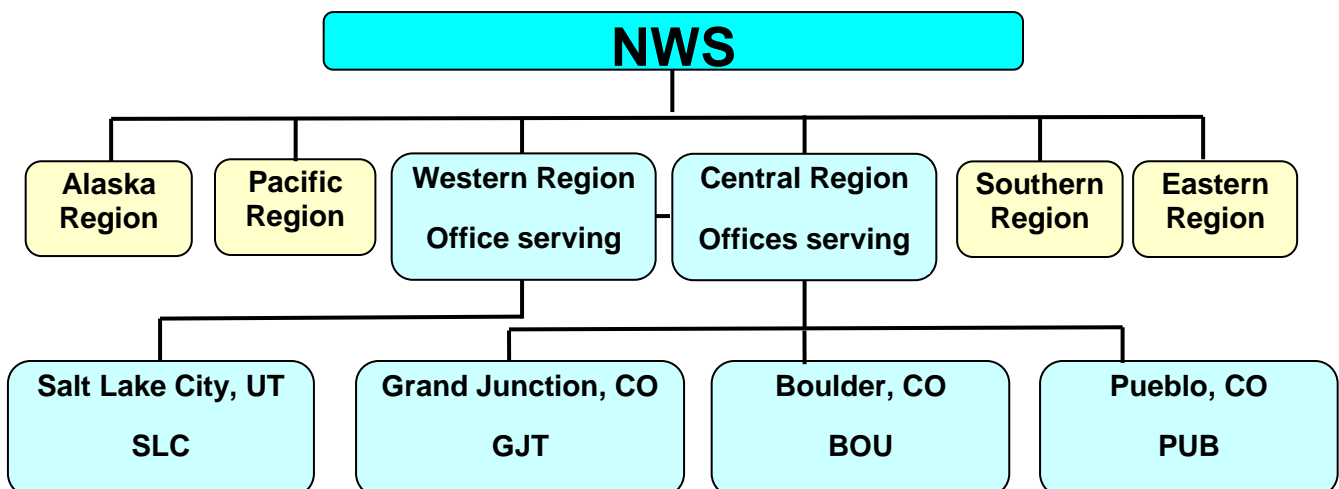 NWS
Alaska
Region
Pacific
Region
Western Region
Office serving
Central Region
Offices serving
Southern
Region
Eastern
Region
Salt Lake City, UT
SLC
Grand Junction, CO
GJT
Boulder, CO
BOU
Pueblo, CO
PUB